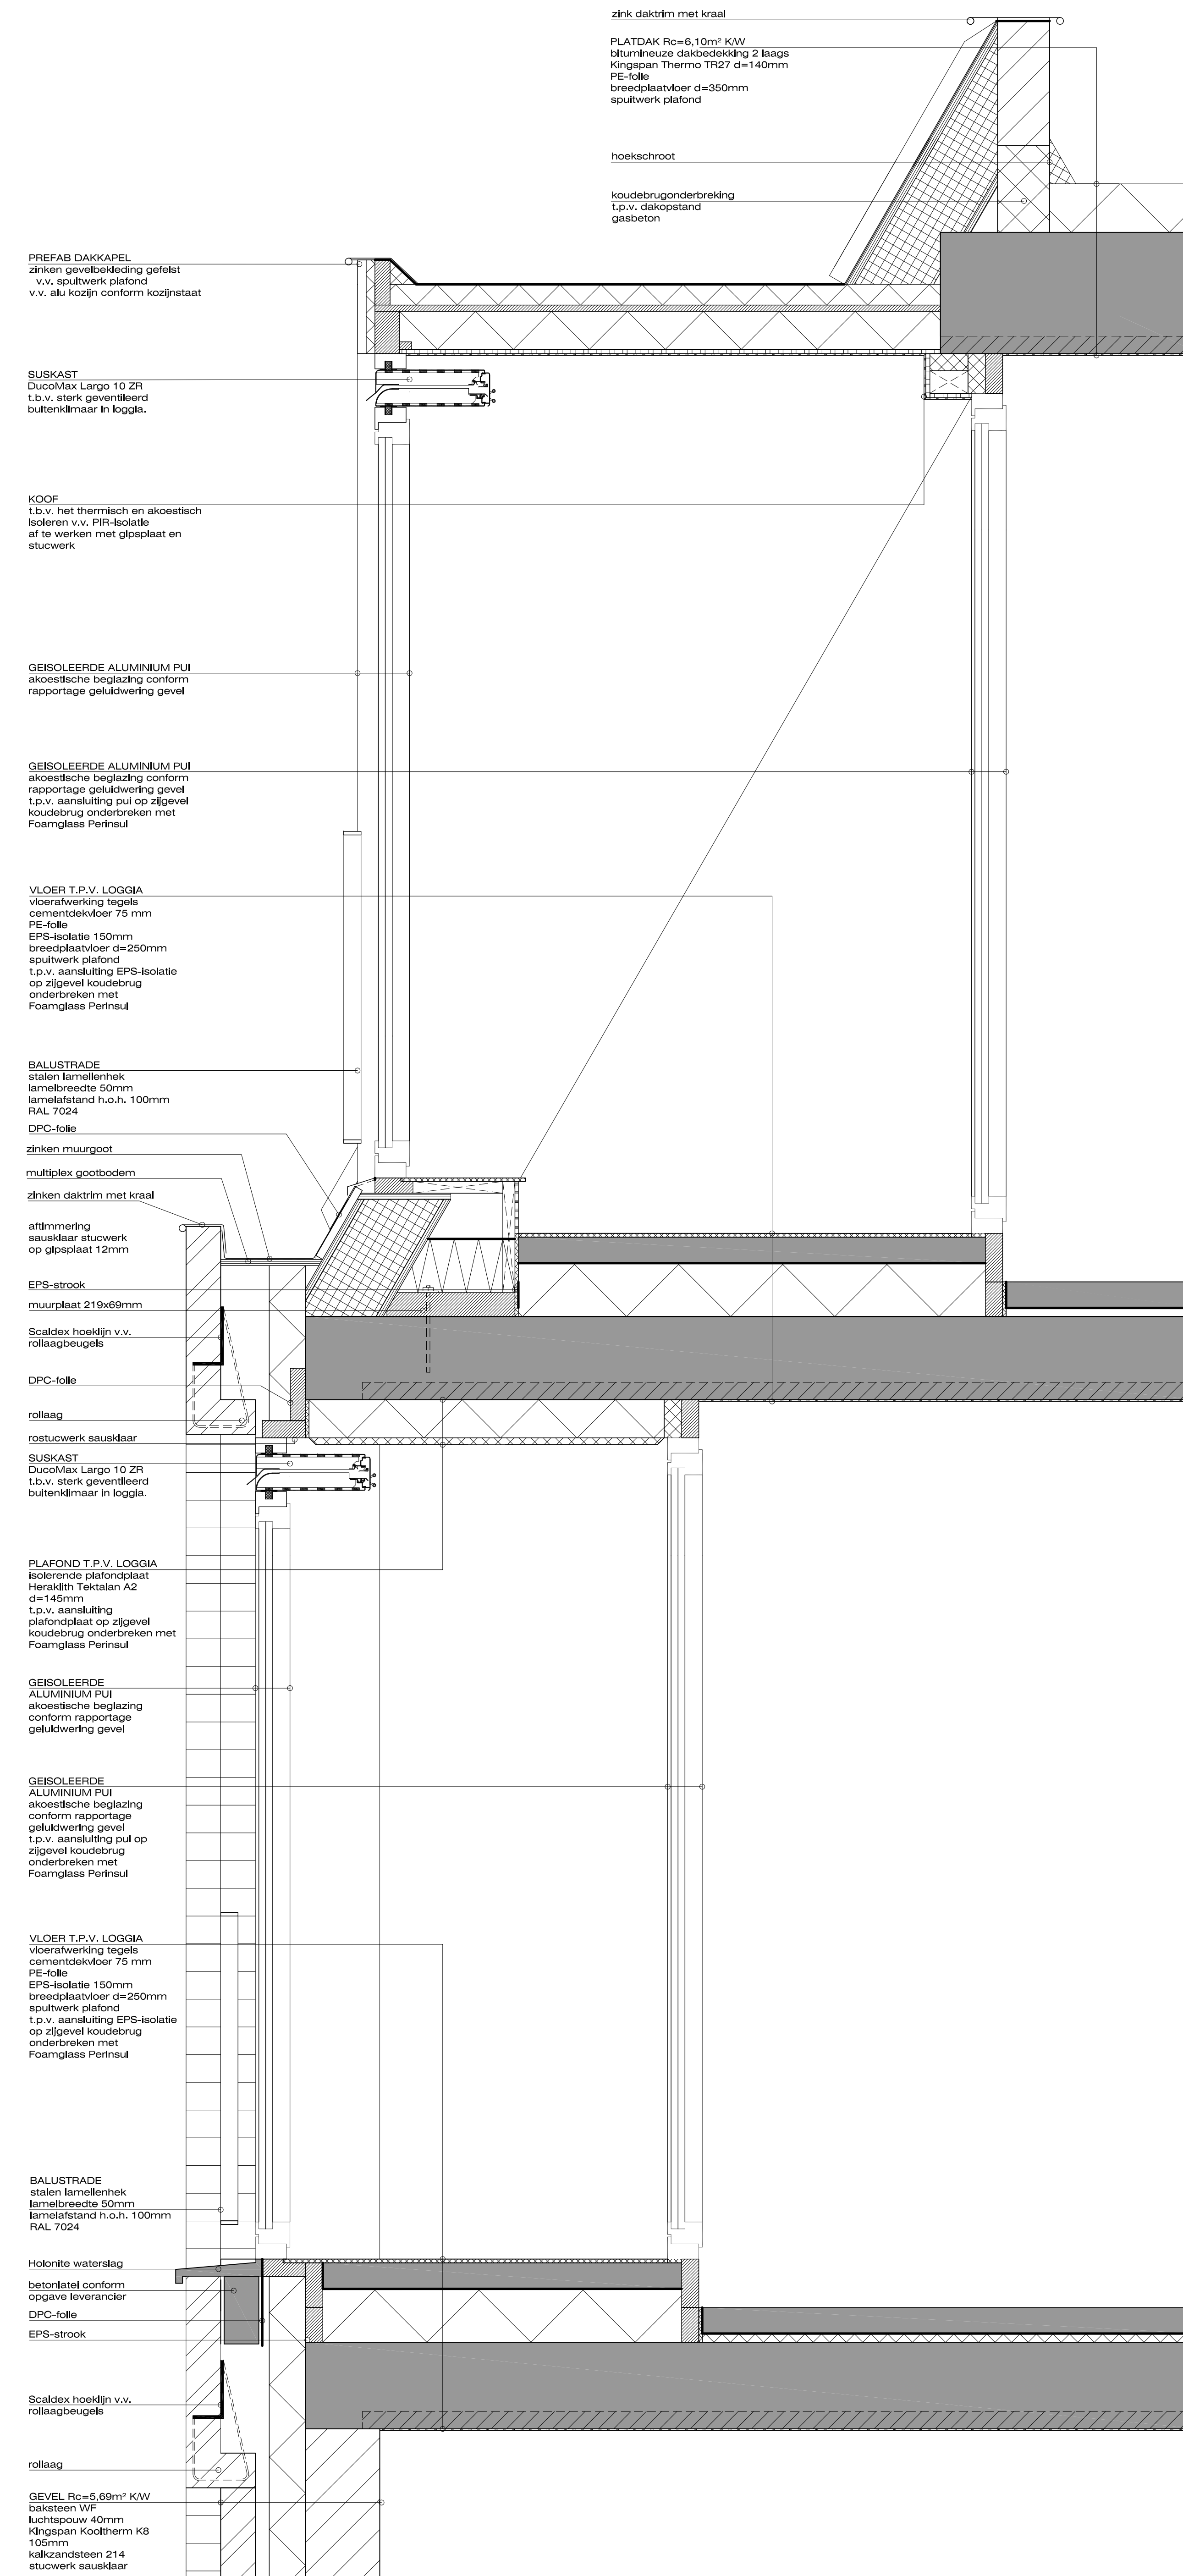 zink daktrim met kraal
PLATDAK Rc=6,10m² K/W
bitumineuze dakbedekking 2 laags
Kingspan Thermo TR27 d=140mm
PE-folie
breedplaatvloer d=350mm
spuitwerk plafond
hoekschroot
koudebrugonderbreking
t.p.v. dakopstand
gasbeton
PREFAB DAKKAPEL
zinken gevelbekleding gefelst
v.v. spuitwerk plafond
v.v. alu kozijn conform kozijnstaat
SUSKAST
DucoMax Largo 10 ZR
t.b.v. sterk geventileerd
buitenklimaar in loggia.
KOOF
t.b.v. het thermisch en akoestisch
isoleren v.v. PIR-isolatie
af te werken met gipsplaat en
stucwerk
GEISOLEERDE ALUMINIUM PUI
akoestische beglazing conform
rapportage geluidwering gevel
GEISOLEERDE ALUMINIUM PUI
akoestische beglazing conform
rapportage geluidwering gevel
t.p.v. aansluiting pui op zijgevel
koudebrug onderbreken met
Foamglass Perinsul
VLOER T.P.V. LOGGIA
vloerafwerking tegels
cementdekvloer 75 mm
PE-folie
EPS-isolatie 150mm
breedplaatvloer d=250mm
spuitwerk plafond
t.p.v. aansluiting EPS-isolatie
op zijgevel koudebrug
onderbreken met
Foamglass Perinsul
BALUSTRADE
stalen lamellenhek
lamelbreedte 50mm
lamelafstand h.o.h. 100mm
RAL 7024
DPC-folie
zinken muurgoot
multiplex gootbodem
zinken daktrim met kraal
aftimmering
sausklaar stucwerk
op gipsplaat 12mm
EPS-strook
muurplaat 219x69mm
Scaldex hoeklijn v.v.
rollaagbeugels
DPC-folie
rollaag
rostucwerk sausklaar
SUSKAST
DucoMax Largo 10 ZR
t.b.v. sterk geventileerd
buitenklimaar in loggia.
PLAFOND T.P.V. LOGGIA
isolerende plafondplaat
Heraklith Tektalan A2
d=145mm
t.p.v. aansluiting
plafondplaat op zijgevel
koudebrug onderbreken met
Foamglass Perinsul
GEISOLEERDE
ALUMINIUM PUI
akoestische beglazing
conform rapportage
geluidwering gevel
GEISOLEERDE
ALUMINIUM PUI
akoestische beglazing
conform rapportage
geluidwering gevel
t.p.v. aansluiting pui op
zijgevel koudebrug
onderbreken met
Foamglass Perinsul
VLOER T.P.V. LOGGIA
vloerafwerking tegels
cementdekvloer 75 mm
PE-folie
EPS-isolatie 150mm
breedplaatvloer d=250mm
spuitwerk plafond
t.p.v. aansluiting EPS-isolatie
op zijgevel koudebrug
onderbreken met
Foamglass Perinsul
BALUSTRADE
stalen lamellenhek
lamelbreedte 50mm
lamelafstand h.o.h. 100mm
RAL 7024
Holonite waterslag
betonlatei conform
opgave leverancier
DPC-folie
EPS-strook
Scaldex hoeklijn v.v.
rollaagbeugels
rollaag
GEVEL Rc=5,69m² K/W
baksteen WF
luchtspouw 40mm
Kingspan Kooltherm K8
105mm
kalkzandsteen 214
stucwerk sausklaar